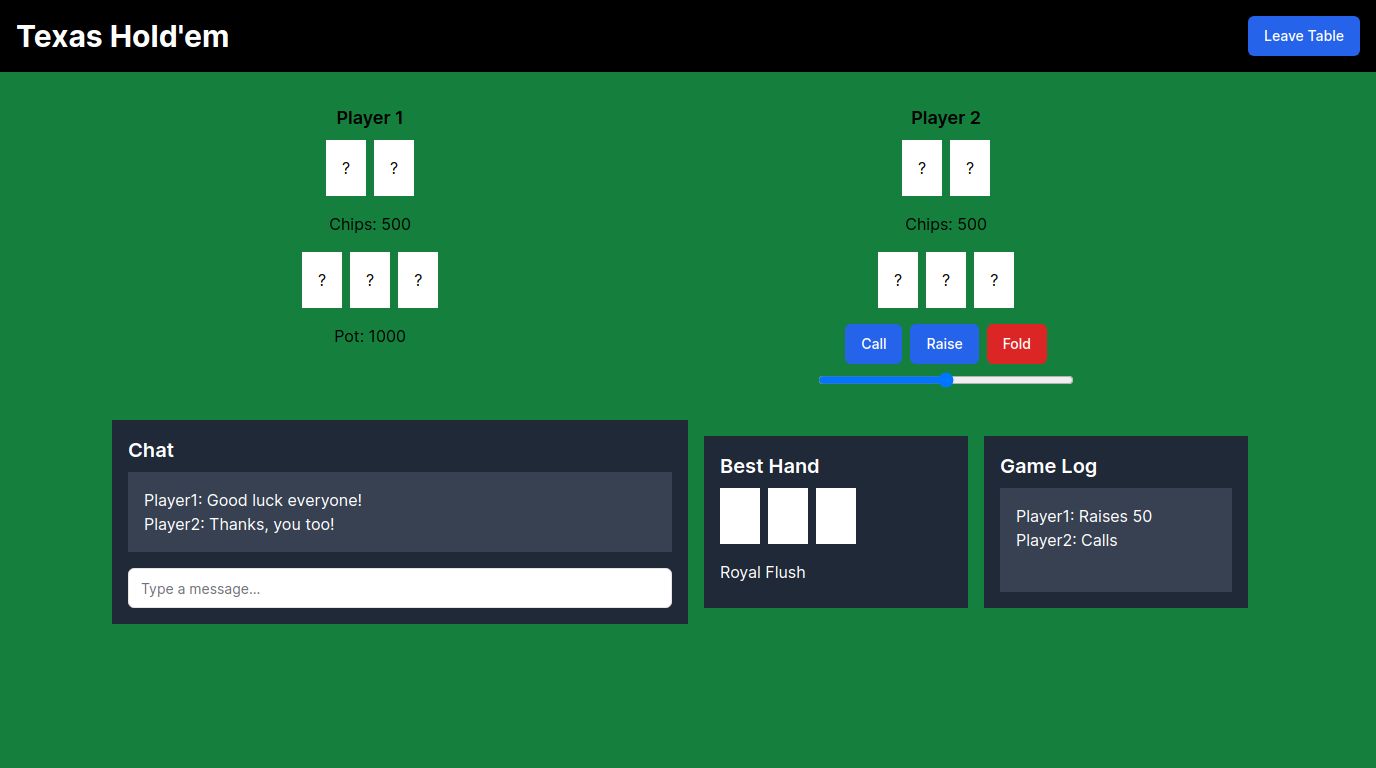 Texas Hold'em
Leave Table
Player 1
? ?
Chips: 500
? ? ?
Pot: 1000
Player 2
? ?
Chips: 500
? ? ?
Call Raise Fold
Chat
Player1: Good luck everyone!
Player2: Thanks, you too!
Type a message...
Best Hand
Royal Flush
Game Log
Player1: Raises 50
Player2: Calls